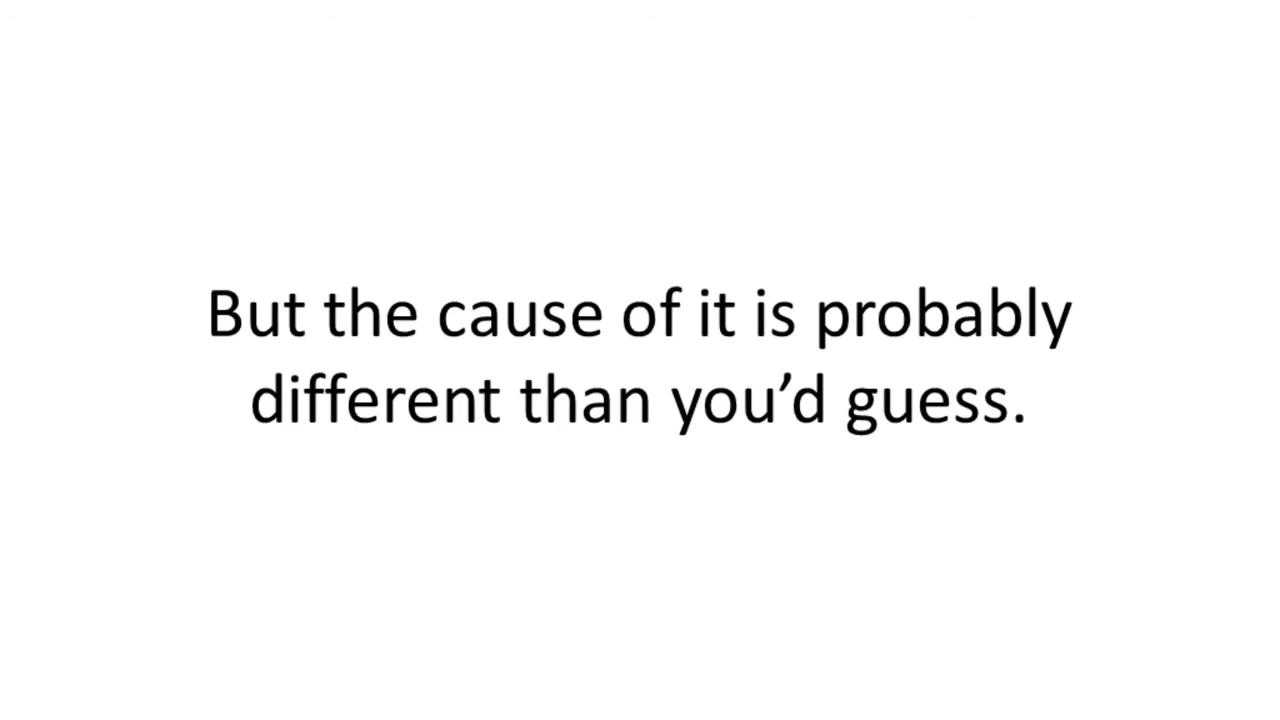 But the cause of it is probably
different than you’d guess.